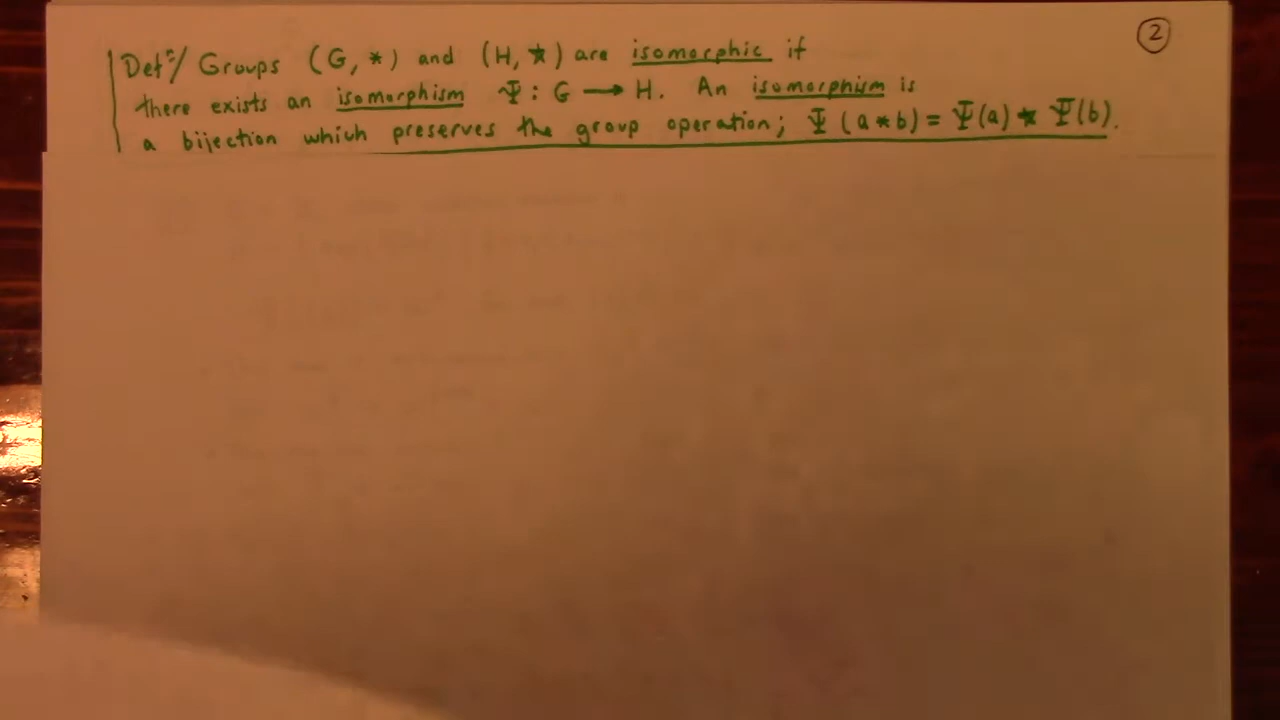 ②
Defⁿ/ Groups (G, *) and (H, ★) are isomorphic if
there exists an isomorphism Ψ : G ⟶ H. An isomorphism is
a bijection which preserves the group operation; Ψ (a * b) = Ψ(a) ★ Ψ(b).